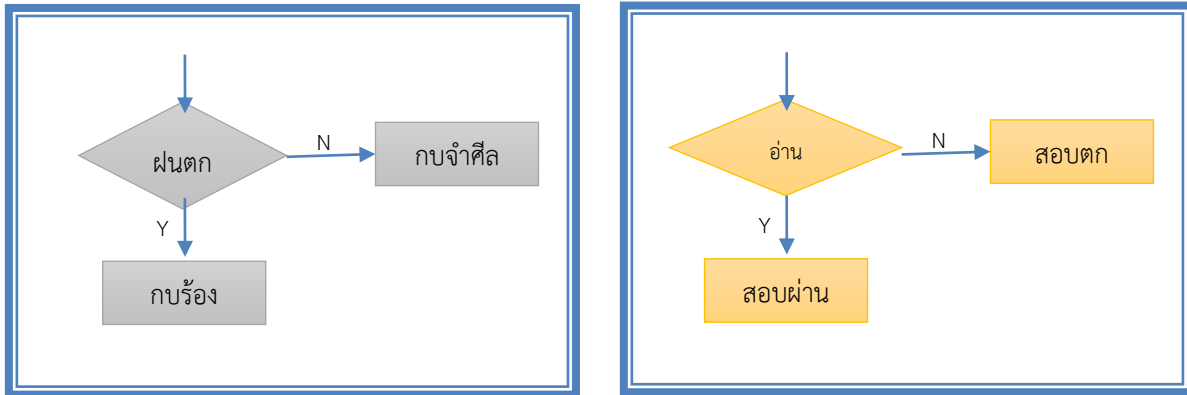 ฝนตก
N
กบจำศีล
Y
กบร้อง
อ่าน
N
สอบตก
Y
สอบผ่าน